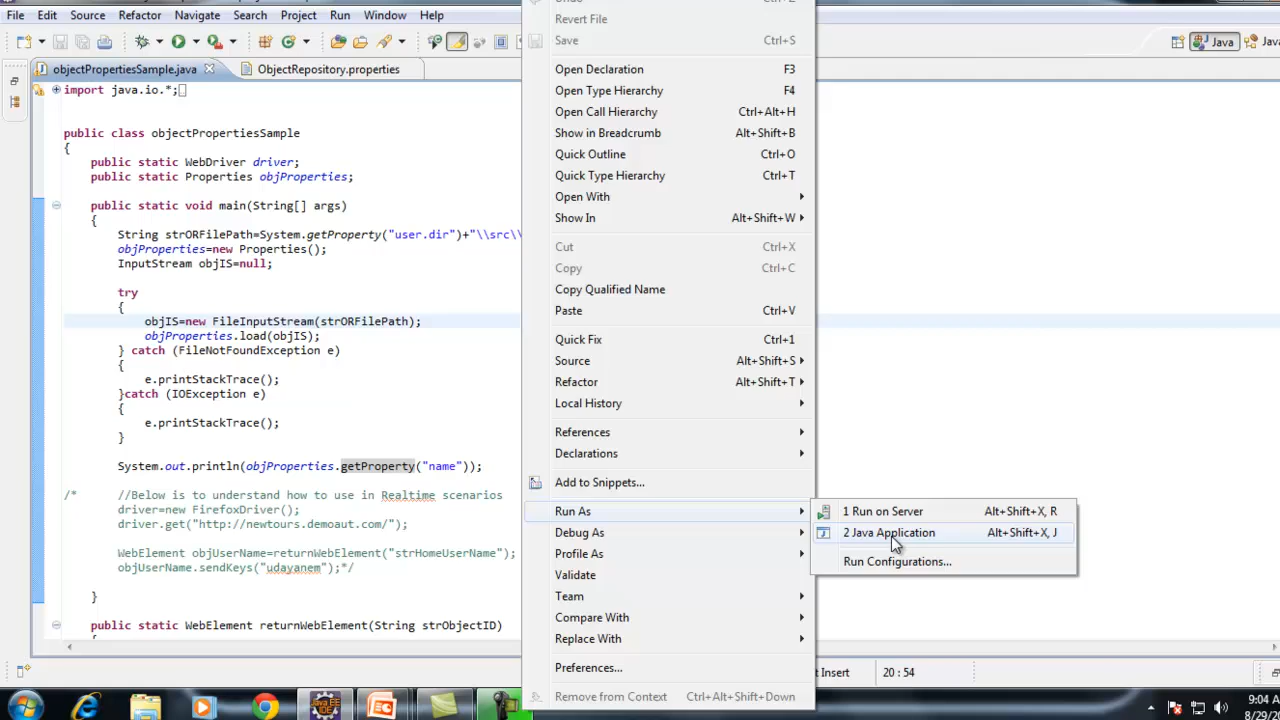 File Edit Source Refactor Navigate Search Project Run Window Help
Java
objectPropertiesSample.java
ObjectRepository.properties
import java.io.*;
public class objectPropertiesSample
{
public static WebDriver driver;
public static Properties objProperties;
public static void main(String[] args)
{
String strORFilePath=System.getProperty("user.dir")+"\\src\\
objProperties=new Properties();
InputStream objIS=null;
try
{
objIS=new FileInputStream(strORFilePath);
objProperties.load(objIS);
} catch (FileNotFoundException e)
{
e.printStackTrace();
}catch (IOException e)
{
e.printStackTrace();
}
System.out.println(objProperties.getProperty("name"));
/* //Below is to understand how to use in Realtime scenarios
driver=new FirefoxDriver();
driver.get("http://newtours.demoaut.com/");
WebElement objUserName=returnWebElement("strHomeUserName");
objUserName.sendKeys("udayanem");*/
}
public static WebElement returnWebElement(String strObjectID)
Revert File
Save Ctrl+S
Open Declaration F3
Open Type Hierarchy F4
Open Call Hierarchy Ctrl+Alt+H
Show in Breadcrumb Alt+Shift+B
Quick Outline Ctrl+O
Quick Type Hierarchy Ctrl+T
Open With
Show In Alt+Shift+W
Cut Ctrl+X
Copy Ctrl+C
Copy Qualified Name
Paste Ctrl+V
Quick Fix Ctrl+1
Source Alt+Shift+S
Refactor Alt+Shift+T
Local History
References
Declarations
Add to Snippets...
Run As
Debug As
Profile As
Validate
Team
Compare With
Replace With
Preferences...
Remove from Context Ctrl+Alt+Shift+Down
1 Run on Server Alt+Shift+X, R
2 Java Application Alt+Shift+X, J
Run Configurations...
Insert 20 : 54
Java EE
IDE
9:04 A
8/29/2